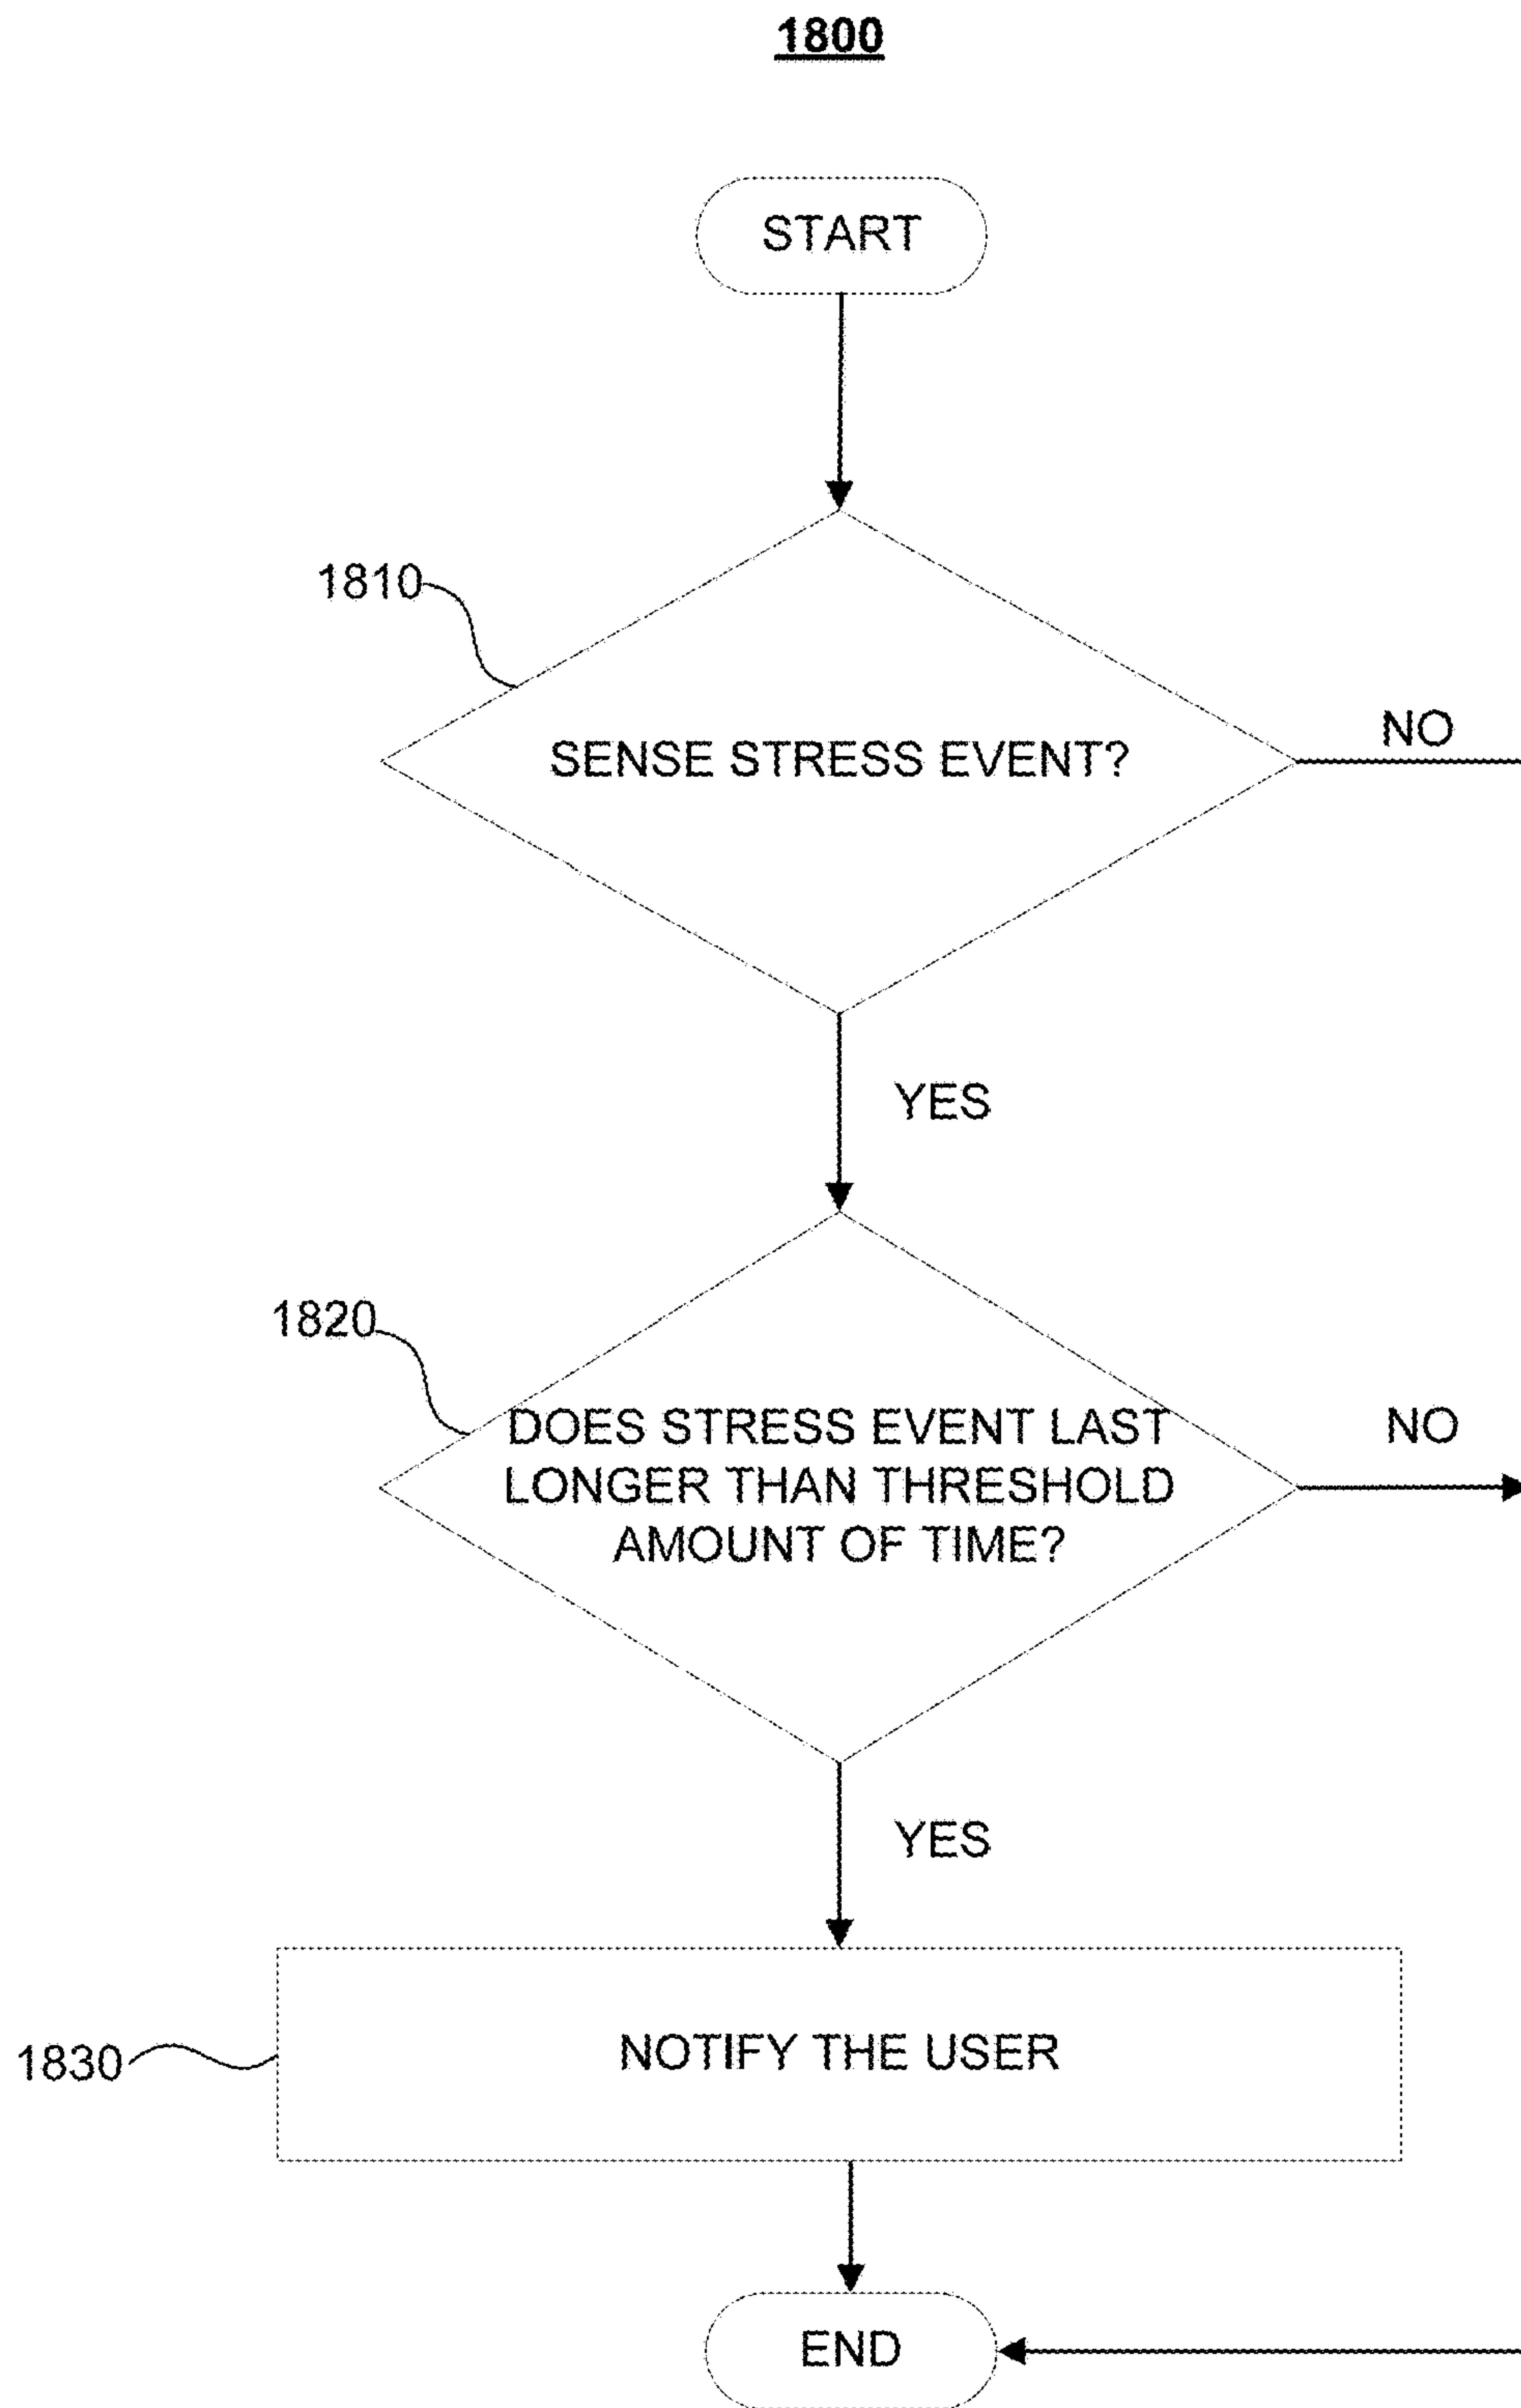 1800
START
1810
SENSE STRESS EVENT?
NO
YES
1820
DOES STRESS EVENT LAST
LONGER THAN THRESHOLD
AMOUNT OF TIME?
NO
YES
1830
NOTIFY THE USER
END